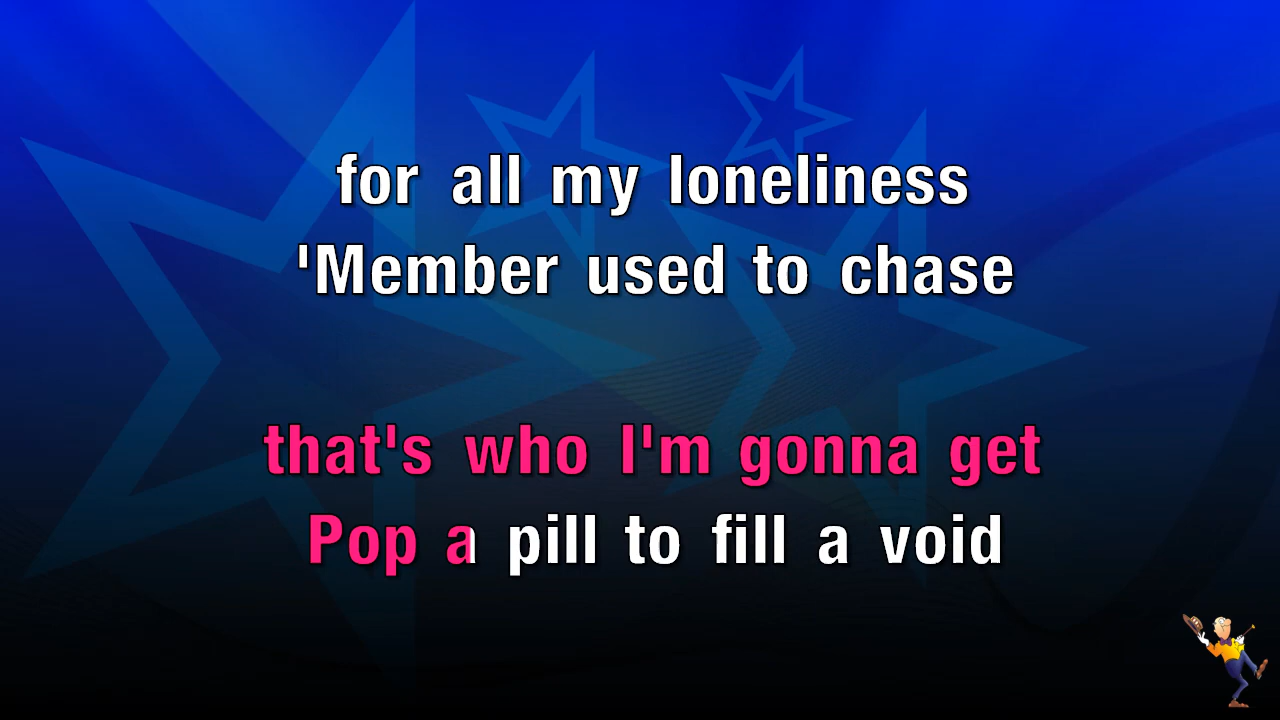 for all my loneliness
'Member used to chase
that's who I'm gonna get
Pop a pill to fill a void